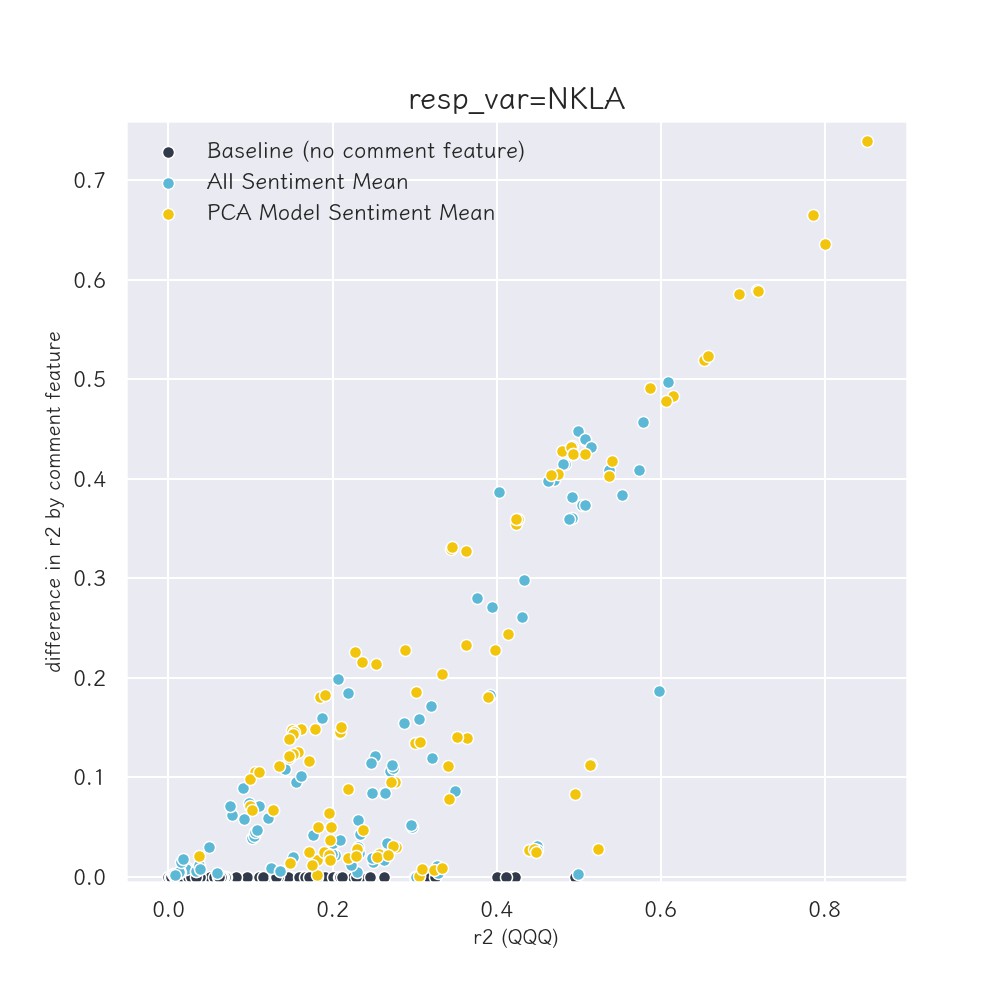 resp_var=NKLA
Baseline (no comment feature)
All Sentiment Mean
PCA Model Sentiment Mean
difference in r2 by comment feature
0.7
0.6
0.5
0.4
0.3
0.2
0.1
0.0
0.0 0.2 0.4 0.6 0.8
r2 (QQQ)